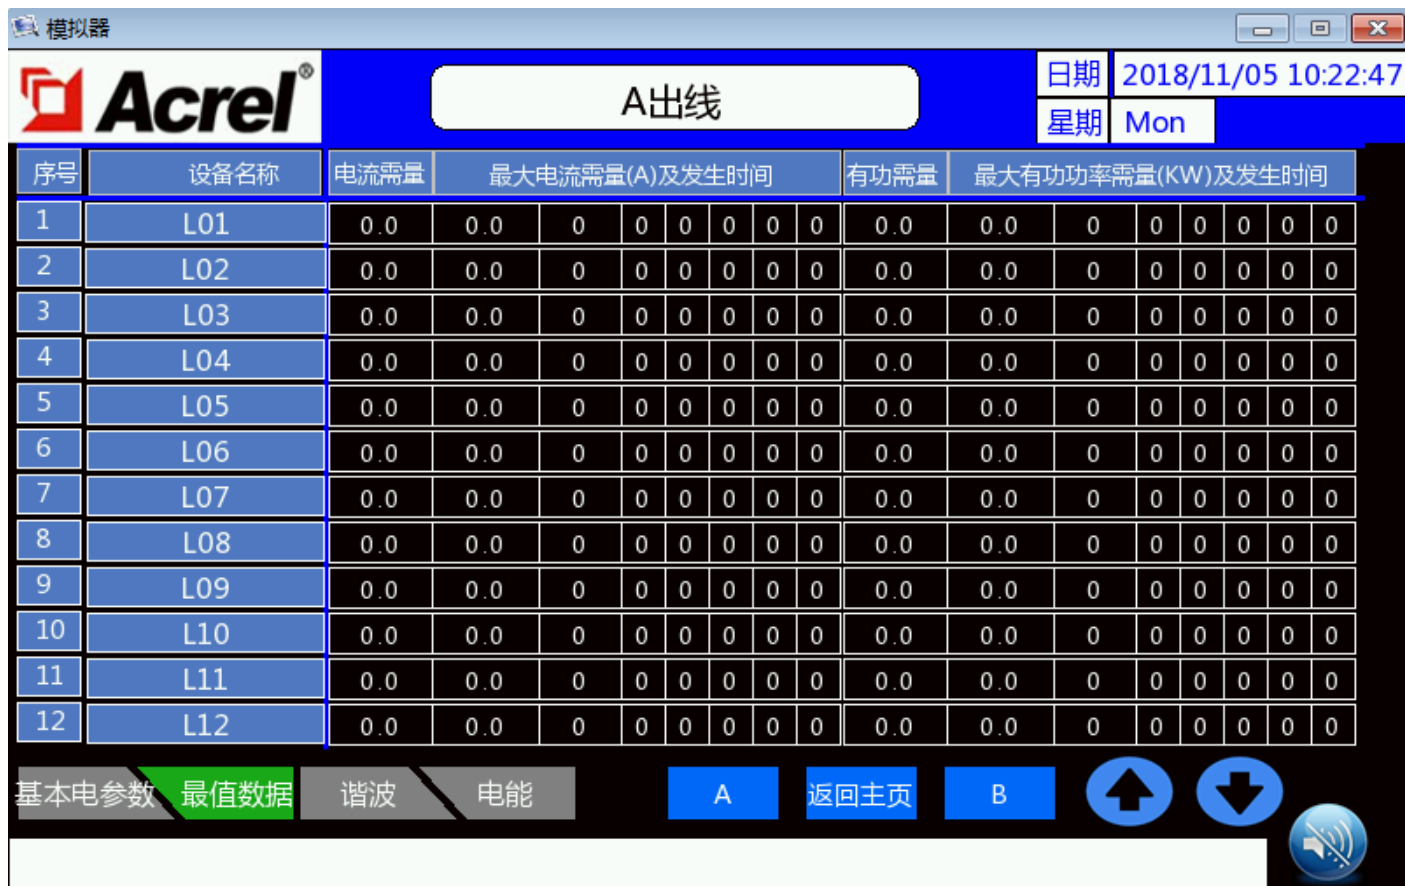 模拟器
Acrel®
A出线
日期 2018/11/05 10:22:47
星期 Mon
序号 设备名称 电流需量 最大电流需量(A)及发生时间 有功需量 最大有功功率需量(KW)及发生时间
1 L01 0.0 0.0 0 0 0 0 0 0 0.0 0.0 0 0 0 0 0 0
2 L02 0.0 0.0 0 0 0 0 0 0 0.0 0.0 0 0 0 0 0 0
3 L03 0.0 0.0 0 0 0 0 0 0 0.0 0.0 0 0 0 0 0 0
4 L04 0.0 0.0 0 0 0 0 0 0 0.0 0.0 0 0 0 0 0 0
5 L05 0.0 0.0 0 0 0 0 0 0 0.0 0.0 0 0 0 0 0 0
6 L06 0.0 0.0 0 0 0 0 0 0 0.0 0.0 0 0 0 0 0 0
7 L07 0.0 0.0 0 0 0 0 0 0 0.0 0.0 0 0 0 0 0 0
8 L08 0.0 0.0 0 0 0 0 0 0 0.0 0.0 0 0 0 0 0 0
9 L09 0.0 0.0 0 0 0 0 0 0 0.0 0.0 0 0 0 0 0 0
10 L10 0.0 0.0 0 0 0 0 0 0 0.0 0.0 0 0 0 0 0 0
11 L11 0.0 0.0 0 0 0 0 0 0 0.0 0.0 0 0 0 0 0 0
12 L12 0.0 0.0 0 0 0 0 0 0 0.0 0.0 0 0 0 0 0 0
基本电参数 最值数据 谐波 电能 A 返回主页 B